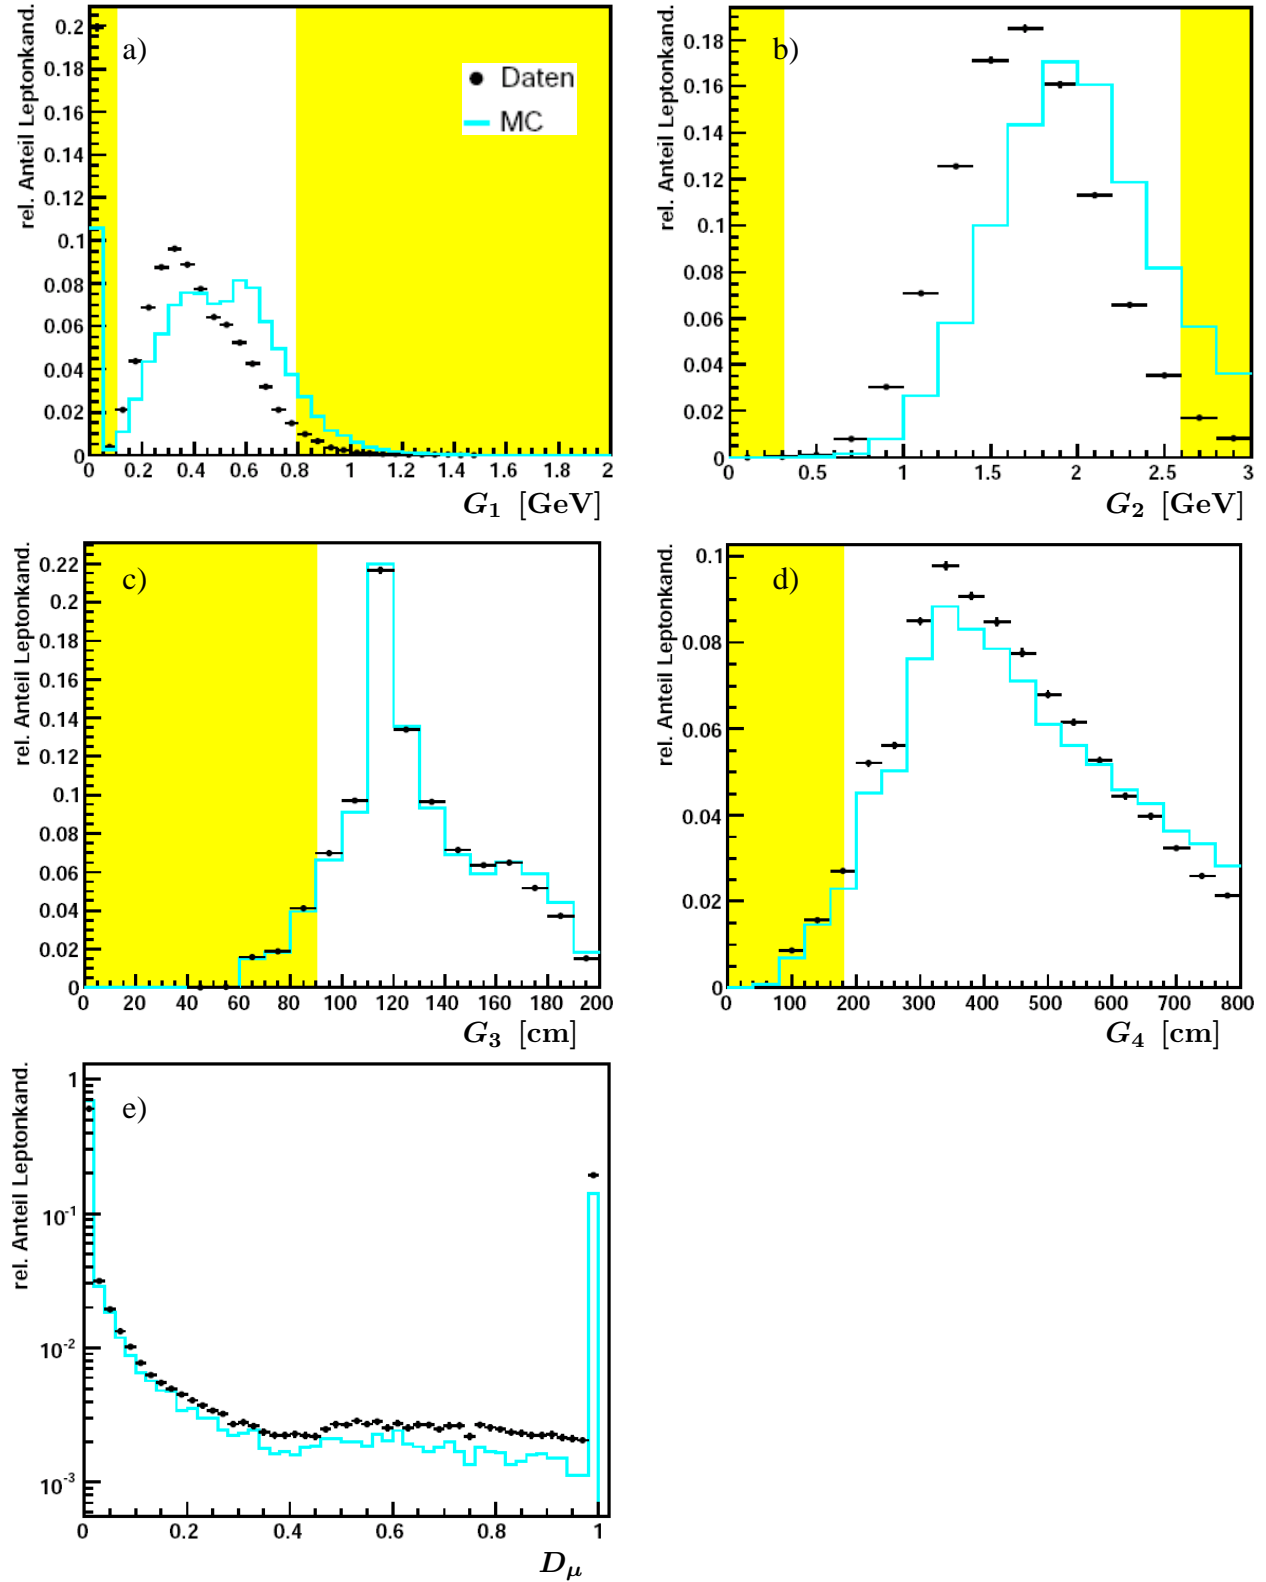 a)
rel. Anteil Leptonkand.
0.2
0.18
0.16
0.14
0.12
0.1
0.08
0.06
0.04
0.02
0
Daten
MC
0 0.2 0.4 0.6 0.8 1 1.2 1.4 1.6 1.8 2
G1 [GeV]
b)
rel. Anteil Leptonkand.
0.18
0.16
0.14
0.12
0.1
0.08
0.06
0.04
0.02
0
0 0.5 1 1.5 2 2.5 3
G2 [GeV]
c)
rel. Anteil Leptonkand.
0.22
0.2
0.18
0.16
0.14
0.12
0.1
0.08
0.06
0.04
0.02
0
0 20 40 60 80 100 120 140 160 180 200
G3 [cm]
d)
rel. Anteil Leptonkand.
0.1
0.08
0.06
0.04
0.02
0
0 100 200 300 400 500 600 700 800
G4 [cm]
e)
rel. Anteil Leptonkand.
1
10^-1
10^-2
10^-3
0 0.2 0.4 0.6 0.8 1
Dμ